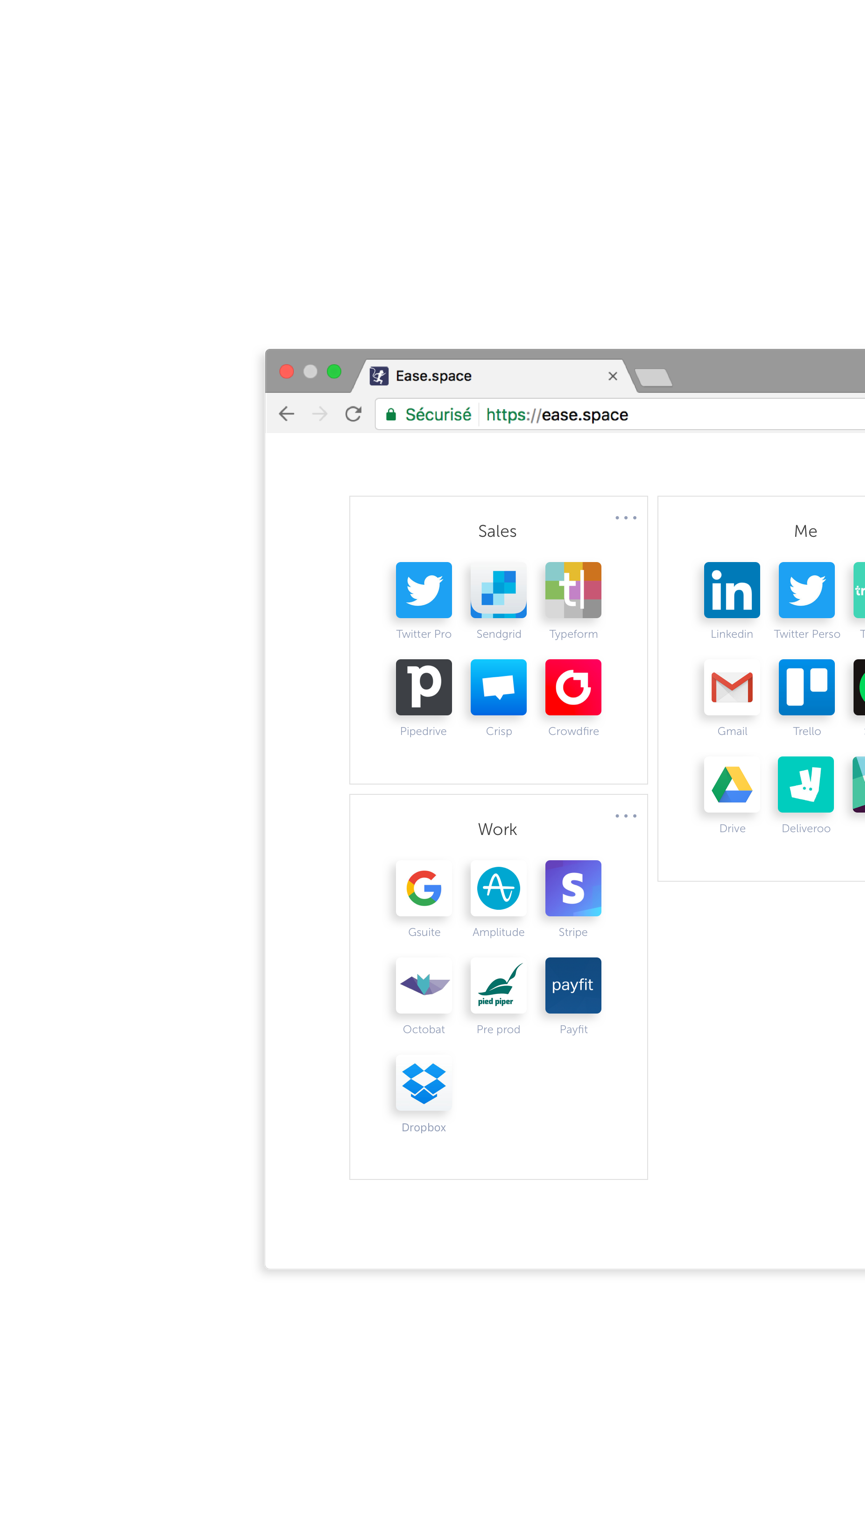 Ease.space
Sécurisé https://ease.space
Sales
Twitter Pro Sendgrid Typeform
p
Pipedrive Crisp Crowdfire
Me
in
Linkedin Twitter Perso
Gmail Trello
Drive Deliveroo
Work
G S
Gsuite Amplitude Stripe
pied piper payfit
Octobat Pre prod Payfit
Dropbox